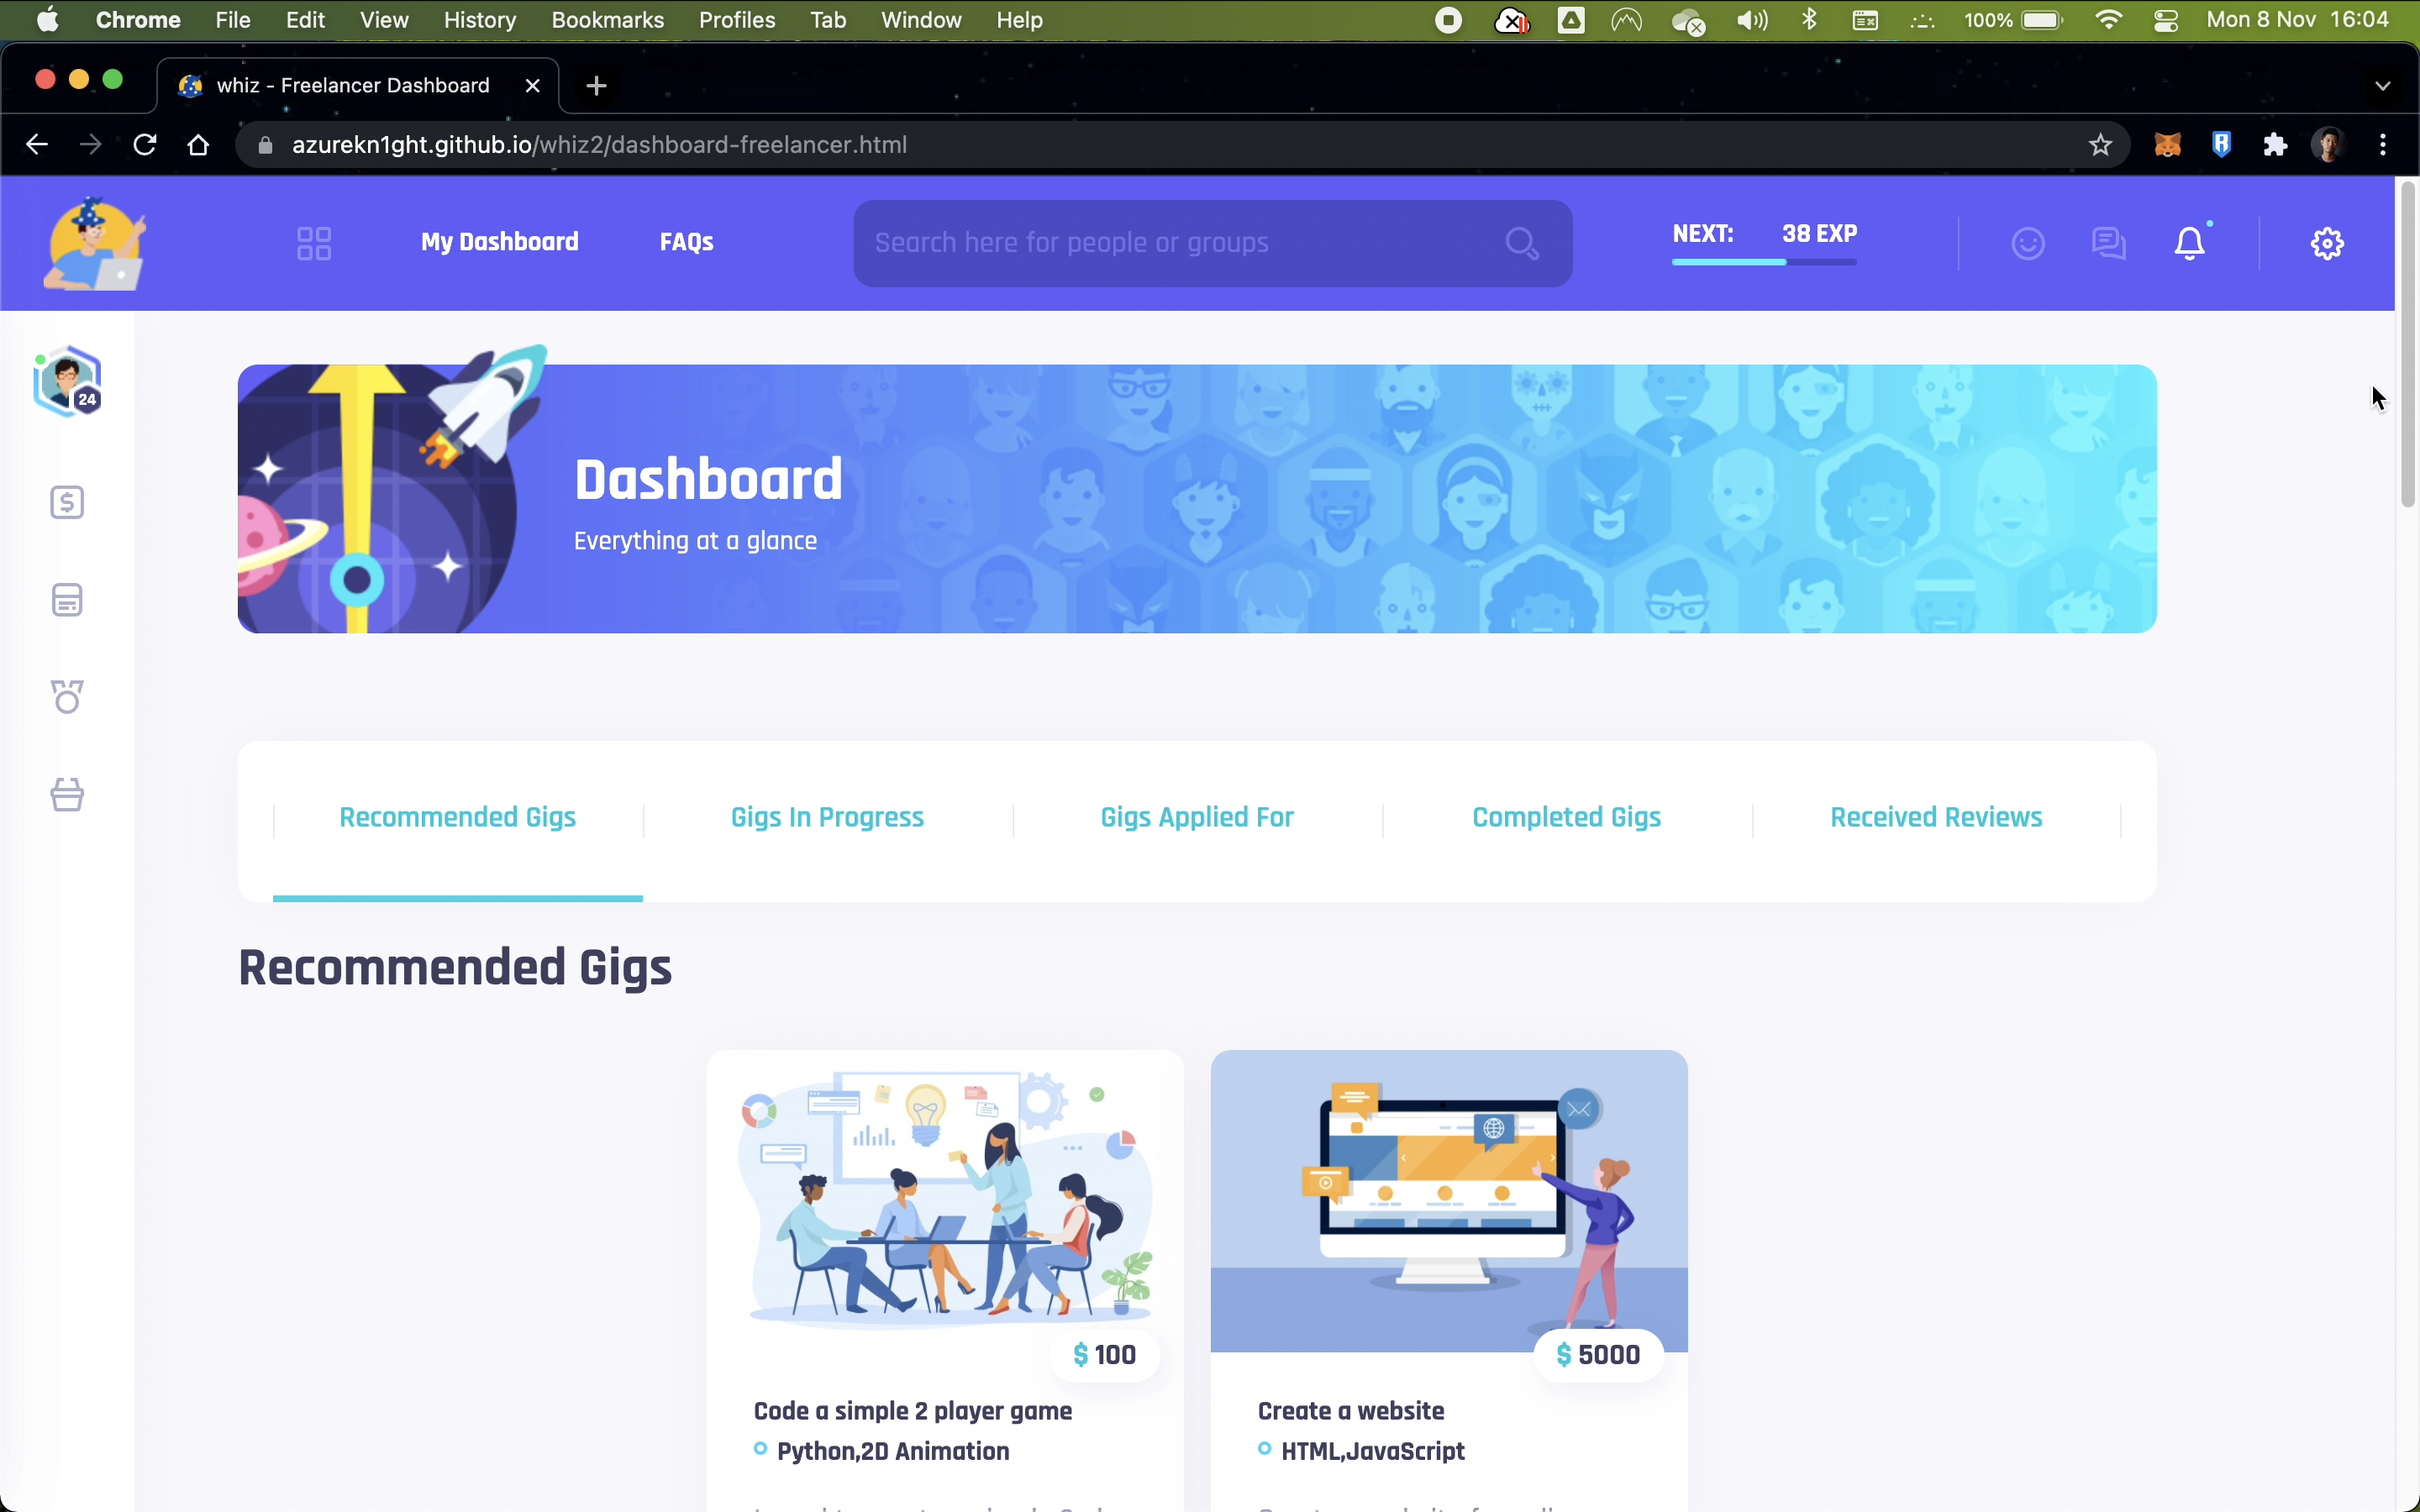 Chrome File Edit View History Bookmarks Profiles Tab Window Help 100% Mon 8 Nov 16:04
whiz - Freelancer Dashboard
azurekn1ght.github.io/whiz2/dashboard-freelancer.html
My Dashboard FAQs Search here for people or groups NEXT: 38 EXP
24
Dashboard
Everything at a glance
Recommended Gigs Gigs In Progress Gigs Applied For Completed Gigs Received Reviews
Recommended Gigs
$ 100 $ 5000
Code a simple 2 player game Create a website
Python,2D Animation HTML,JavaScript